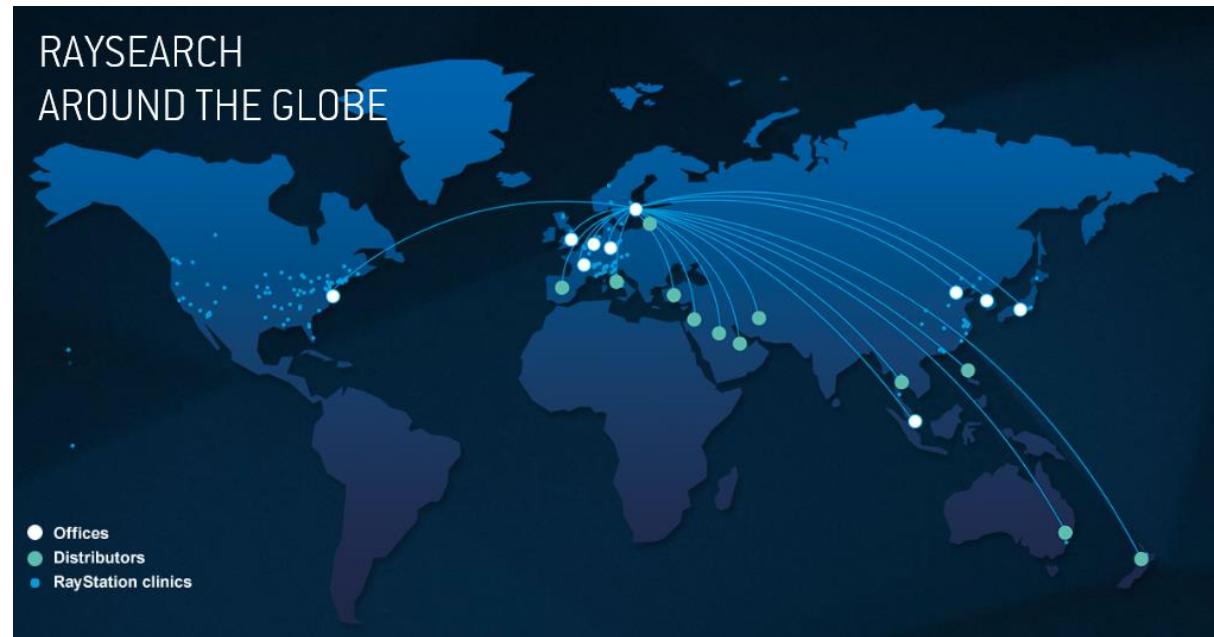 RAYSEARCH
AROUND THE GLOBE
Offices
Distributors
RayStation clinics